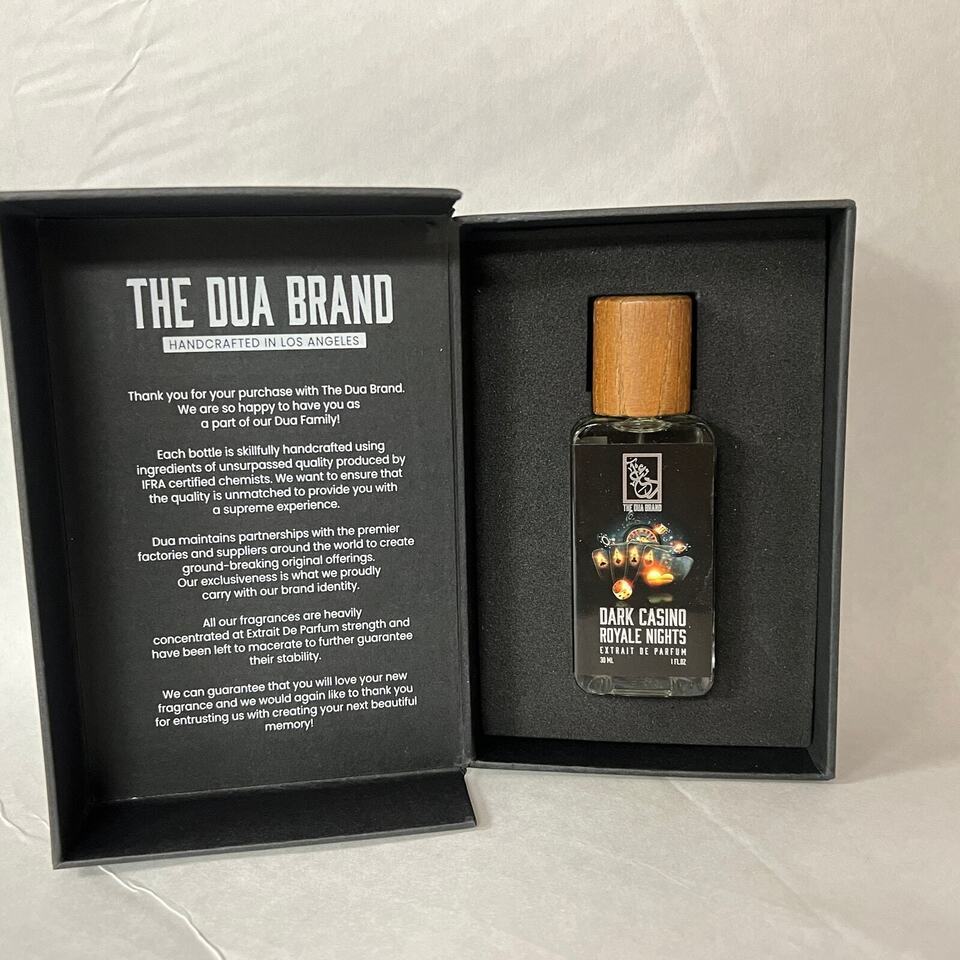 THE DUA BRAND
HANDCRAFTED IN LOS ANGELES
Thank you for your purchase with The Dua Brand.
We are so happy to have you as
a part of our Dua Family!
Each bottle is skillfully handcrafted using
ingredients of unsurpassed quality produced by
IFRA certified chemists. We want to ensure that
the quality is unmatched to provide you with
a supreme experience.
Dua maintains partnerships with the premier
factories and suppliers around the world to create
ground-breaking original offerings.
Our exclusiveness is what we proudly
carry with our brand identity.
All our fragrances are heavily
concentrated at Extrait De Parfum strength and
have been left to macerate to further guarantee
their stability.
We can guarantee that you will love your new
fragrance and we would again like to thank you
for entrusting us with creating your next beautiful
memory!
THE DUA BRAND
DARK CASINO
ROYALE NIGHTS
EXTRAIT DE PARFUM
30 ML 1 FL.OZ